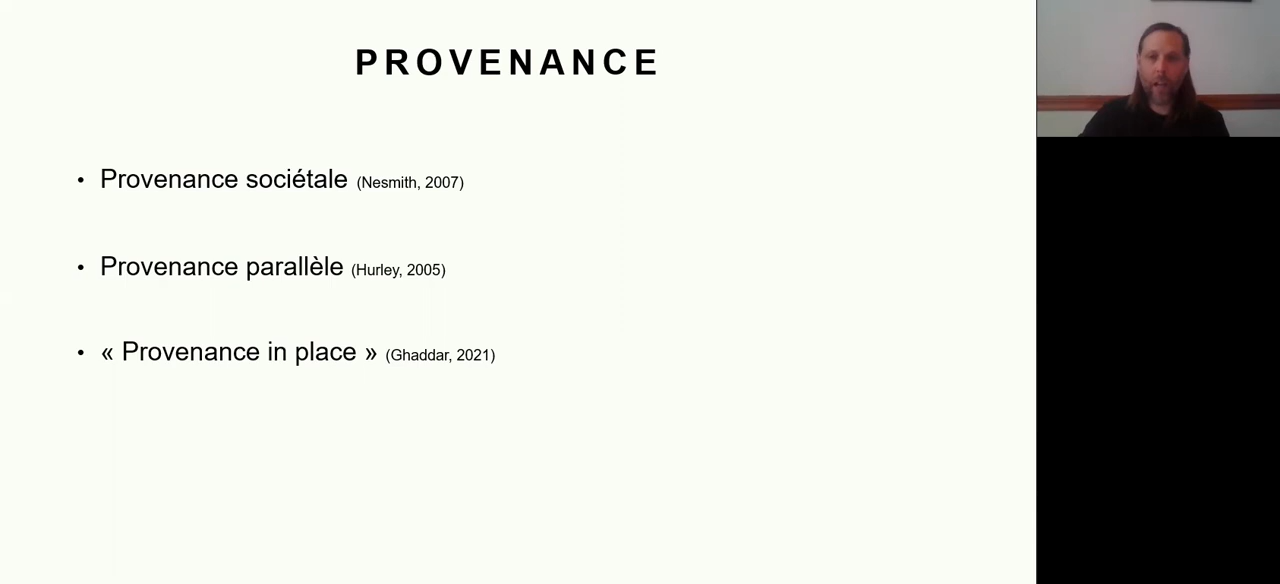 PROVENANCE
• Provenance sociétale (Nesmith, 2007)
• Provenance parallèle (Hurley, 2005)
• « Provenance in place » (Ghaddar, 2021)